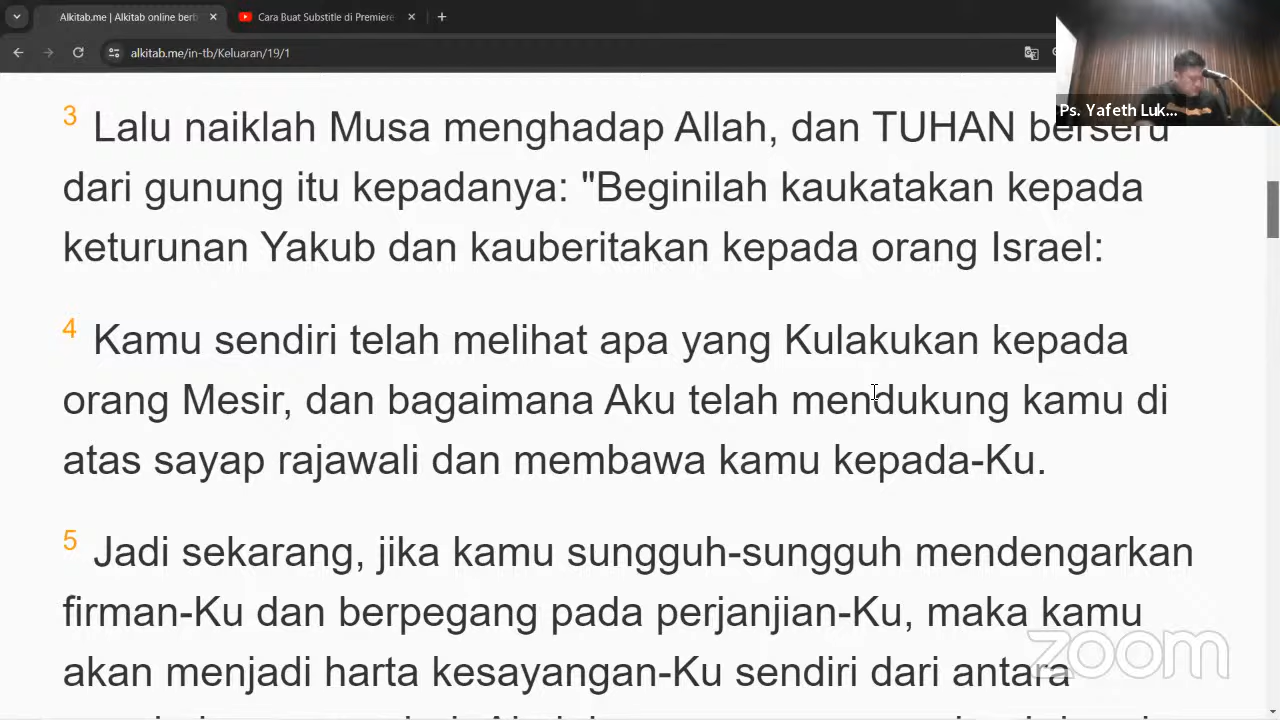 Alkitab.me | Alkitab online berb
Cara Buat Substitle di Premiere
alkitab.me/in-tb/Keluaran/19/1
Ps. Yafeth Luk...
3 Lalu naiklah Musa menghadap Allah, dan TUHAN berseru
dari gunung itu kepadanya: "Beginilah kaukatakan kepada
keturunan Yakub dan kauberitakan kepada orang Israel:
4 Kamu sendiri telah melihat apa yang Kulakukan kepada
orang Mesir, dan bagaimana Aku telah mendukung kamu di
atas sayap rajawali dan membawa kamu kepada-Ku.
5 Jadi sekarang, jika kamu sungguh-sungguh mendengarkan
firman-Ku dan berpegang pada perjanjian-Ku, maka kamu
akan menjadi harta kesayangan-Ku sendiri dari antara
zoom